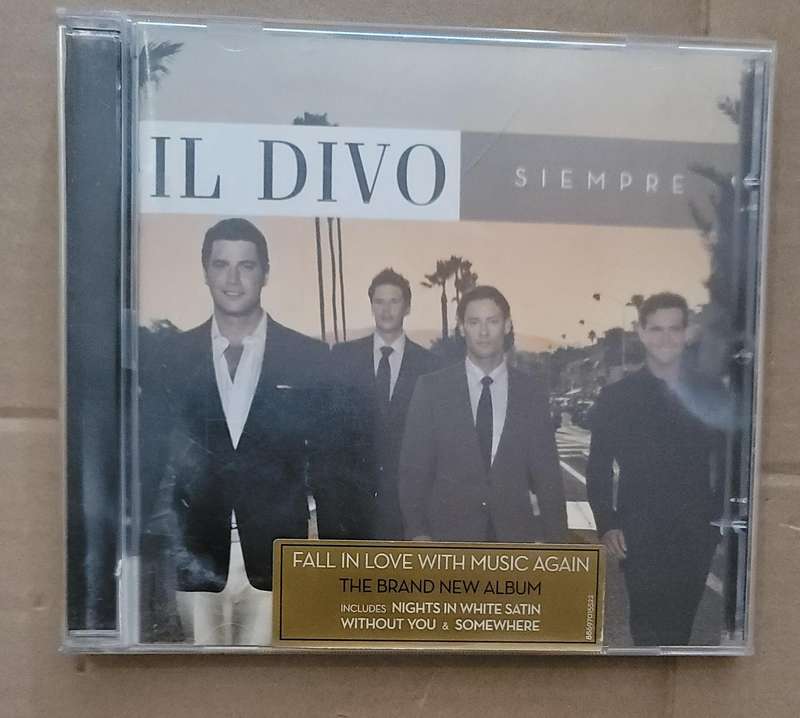 IL DIVO
SIEMPRE
FALL IN LOVE WITH MUSIC AGAIN
THE BRAND NEW ALBUM
INCLUDES NIGHTS IN WHITE SATIN
WITHOUT YOU & SOMEWHERE